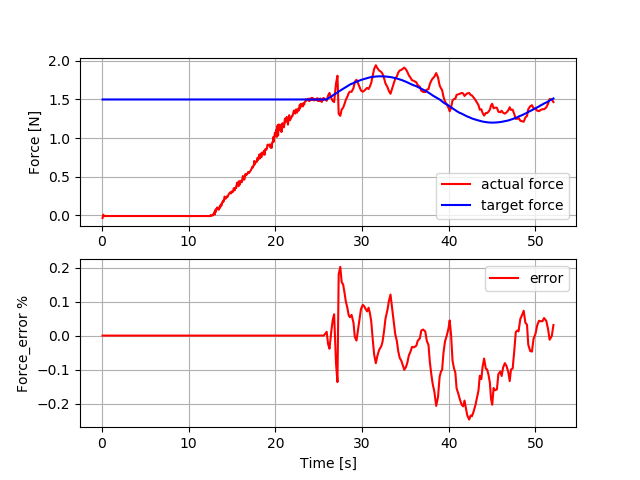 2.0
1.5
1.0
0.5
0.0
Force [N]
actual force
target force
0 10 20 30 40 50
0.2
0.1
0.0
−0.1
−0.2
Force_error %
error
0 10 20 30 40 50
Time [s]